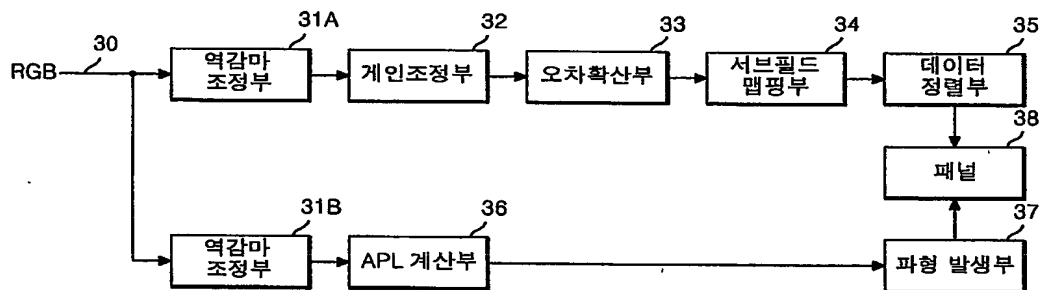 31A
32
33
34
35
30
RGB
역감마
조정부
게인조정부
오차확산부
서브필드
맵핑부
데이터
정렬부
38
패널
31B
36
37
역감마
조정부
APL 계산부
파형 발생부